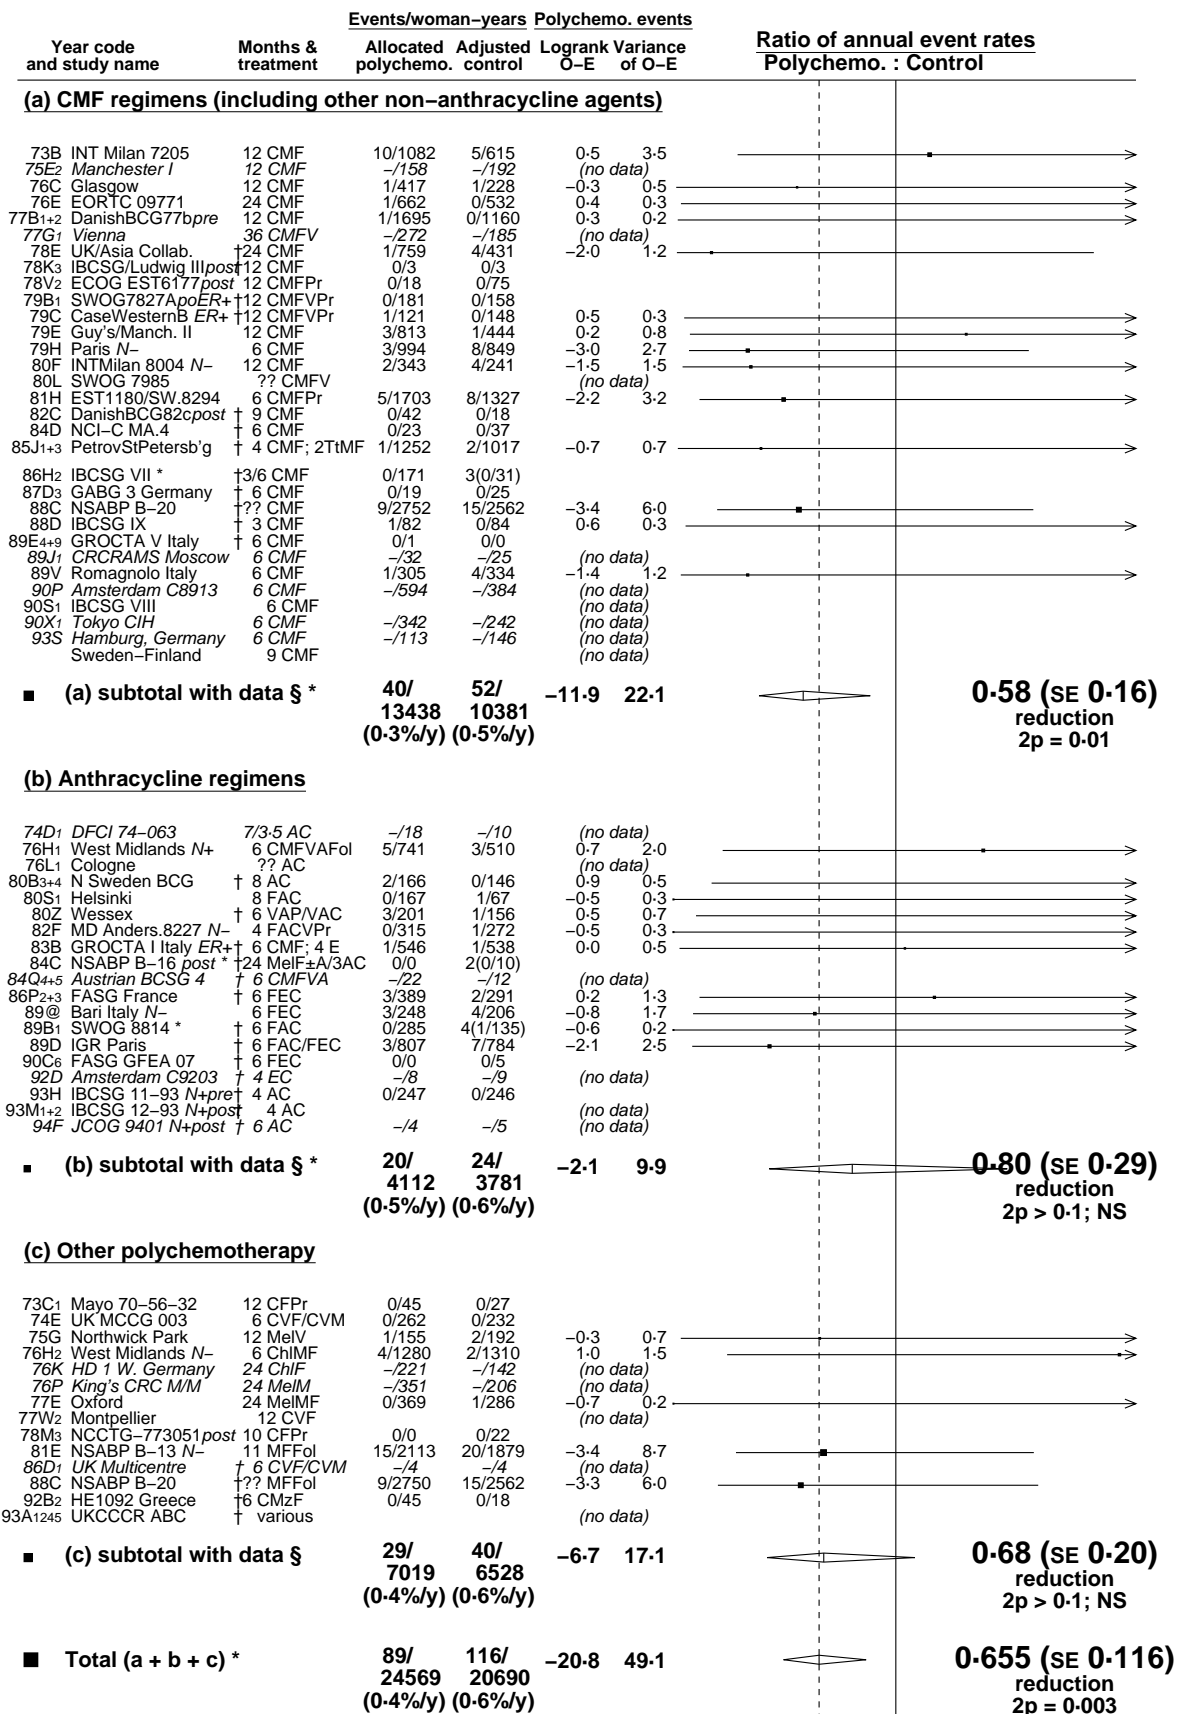 Events/woman–years Polychemo. events
Year code and study name Months & treatment Allocated polychemo. Adjusted control Logrank O–E Variance of O–E Ratio of annual event rates Polychemo. : Control
(a) CMF regimens (including other non–anthracycline agents)
73B INT Milan 7205 12 CMF 10/1082 5/615 0·5 3·5
75E2 Manchester I 12 CMF –/158 –/192 (no data)
76C Glasgow 12 CMF 1/417 1/228 –0·3 0·5
76E EORTC 09771 24 CMF 1/662 0/532 0·4 0·3
77B1+2 DanishBCG77bpre 12 CMF 1/1695 0/1160 0·3 0·2
77G1 Vienna 36 CMFV –/272 –/185 (no data)
78E UK/Asia Collab. †24 CMF 1/759 4/431 –2·0 1·2
78K3 IBCSG/Ludwig IIIpost †12 CMF 0/3 0/3
78V2 ECOG EST6177post 12 CMFPr 0/18 0/75
79B1 SWOG7827ApoER+ †12 CMFVPr 0/181 0/158
79C CaseWesternB ER+ †12 CMFVPr 1/121 0/148 0·5 0·3
79E Guy's/Manch. II 12 CMF 3/813 1/444 0·2 0·8
79H Paris N– 6 CMF 3/994 8/849 –3·0 2·7
80F INTMilan 8004 N– 12 CMF 2/343 4/241 –1·5 1·5
80L SWOG 7985 ?? CMFV (no data)
81H EST1180/SW.8294 6 CMFPr 5/1703 8/1327 –2·2 3·2
82C DanishBCG82cpost † 9 CMF 0/42 0/18
84D NCI–C MA.4 † 6 CMF 0/23 0/37
85J1+3 PetrovStPetersb'g † 4 CMF; 2TtMF 1/1252 2/1017 –0·7 0·7
86H2 IBCSG VII * †3/6 CMF 0/171 3(0/31)
87D3 GABG 3 Germany † 6 CMF 0/19 0/25
88C NSABP B–20 †?? CMF 9/2752 15/2562 –3·4 6·0
88D IBCSG IX † 3 CMF 1/82 0/84 0·6 0·3
89E4+9 GROCTA V Italy † 6 CMF 0/1 0/0
89J1 CRCRAMS Moscow 6 CMF –/32 –/25 (no data)
89V Romagnolo Italy 6 CMF 1/305 4/334 –1·4 1·2
90P Amsterdam C8913 6 CMF –/594 –/384 (no data)
90S1 IBCSG VIII 6 CMF (no data)
90X1 Tokyo CIH 6 CMF –/342 –/242 (no data)
93S Hamburg, Germany 6 CMF –/113 –/146 (no data)
Sweden–Finland 9 CMF (no data)
(a) subtotal with data § * 40/13438 (0·3%/y) 52/10381 (0·5%/y) –11·9 22·1 0·58 (SE 0·16) reduction 2p = 0·01
(b) Anthracycline regimens
74D1 DFCI 74–063 7/3·5 AC –/18 –/10 (no data)
76H1 West Midlands N+ 6 CMFVAFol 5/741 3/510 0·7 2·0
76L1 Cologne ?? AC (no data)
80B3+4 N Sweden BCG † 8 AC 2/166 0/146 0·9 0·5
80S1 Helsinki 8 FAC 0/167 1/67 –0·5 0·3
80Z Wessex † 6 VAP/VAC 3/201 1/156 0·5 0·7
82F MD Anders.8227 N– 4 FACVPr 0/315 1/272 –0·5 0·3
83B GROCTA I Italy ER+ † 6 CMF; 4 E 1/546 1/538 0·0 0·5
84C NSABP B–16 post * †24 MelF±A/3AC 0/0 2(0/10)
84Q4+5 Austrian BCSG 4 † 6 CMFVA –/22 –/12 (no data)
86P2+3 FASG France † 6 FEC 3/389 2/291 0·2 1·3
89@ Bari Italy N– 6 FEC 3/248 4/206 –0·8 1·7
89B1 SWOG 8814 * † 6 FAC 0/285 4(1/135) –0·6 0·2
89D IGR Paris † 6 FAC/FEC 3/807 7/784 –2·1 2·5
90C6 FASG GFEA 07 † 6 FEC 0/0 0/5
92D Amsterdam C9203 † 4 EC –/8 –/9 (no data)
93H IBCSG 11–93 N+pre † 4 AC 0/247 0/246
93M1+2 IBCSG 12–93 N+post † 4 AC (no data)
94F JCOG 9401 N+post † 6 AC –/4 –/5 (no data)
(b) subtotal with data § * 20/4112 (0·5%/y) 24/3781 (0·6%/y) –2·1 9·9 0·80 (SE 0·29) reduction 2p > 0·1; NS
(c) Other polychemotherapy
73C1 Mayo 70–56–32 12 CFPr 0/45 0/27
74E UK MCCG 003 6 CVF/CVM 0/262 0/232
75G Northwick Park 12 MelV 1/155 2/192 –0·3 0·7
76H2 West Midlands N– 6 ChlMF 4/1280 2/1310 1·0 1·5
76K HD 1 W. Germany 24 ChlF –/221 –/142 (no data)
76P King's CRC M/M 24 MelM –/351 –/206 (no data)
77E Oxford 24 MelMF 0/369 1/286 –0·7 0·2
77W2 Montpellier 12 CVF (no data)
78M3 NCCTG–773051post 10 CFPr 0/0 0/22
81E NSABP B–13 N– 11 MFFol 15/2113 20/1879 –3·4 8·7
86D1 UK Multicentre † 6 CVF/CVM –/4 –/4 (no data)
88C NSABP B–20 †?? MFFol 9/2750 15/2562 –3·3 6·0
92B2 HE1092 Greece †6 CMzF 0/45 0/18
93A1245 UKCCCR ABC † various (no data)
(c) subtotal with data § 29/7019 (0·4%/y) 40/6528 (0·6%/y) –6·7 17·1 0·68 (SE 0·20) reduction 2p > 0·1; NS
Total (a + b + c) * 89/24569 (0·4%/y) 116/20690 (0·6%/y) –20·8 49·1 0·655 (SE 0·116) reduction 2p = 0·003